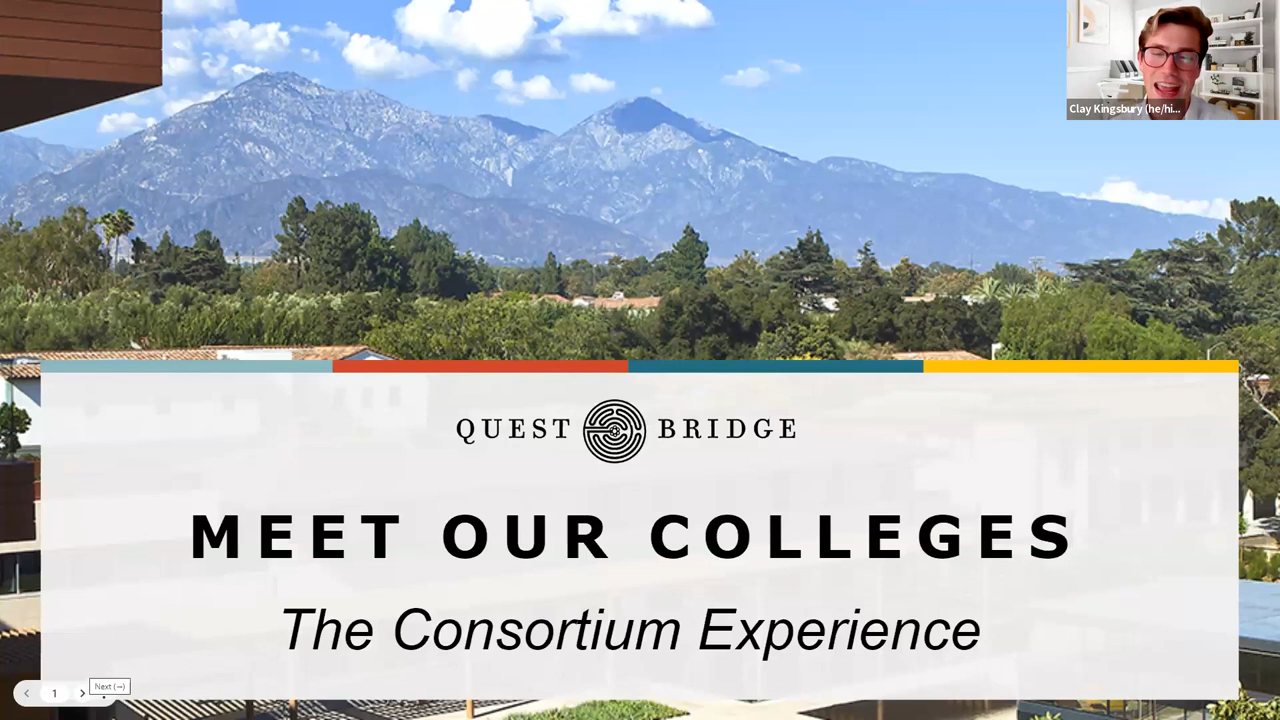 Clay Kingsbury (he/hi...
QUEST BRIDGE
MEET OUR COLLEGES
The Consortium Experience
1
Next (→)